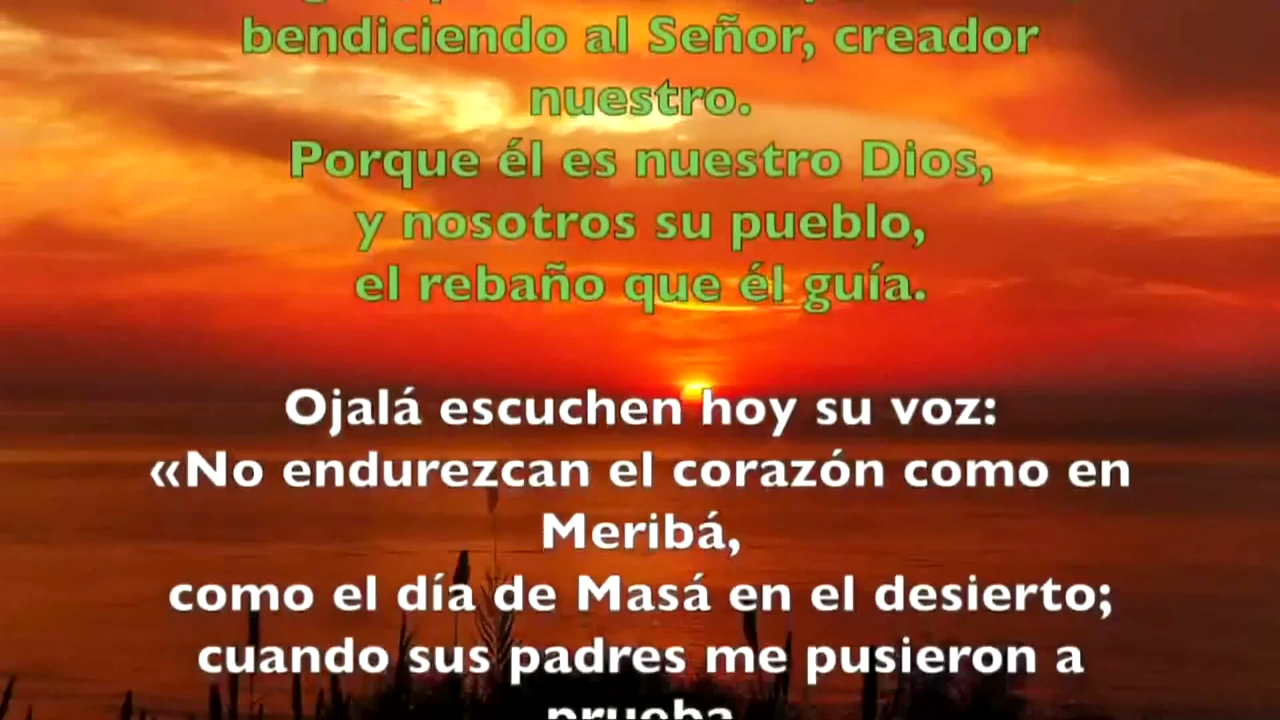 bendiciendo al Señor, creador
nuestro.
Porque él es nuestro Dios,
y nosotros su pueblo,
el rebaño que él guía.
Ojalá escuchen hoy su voz:
«No endurezcan el corazón como en
Meribá,
como el día de Masá en el desierto;
cuando sus padres me pusieron a
prueba